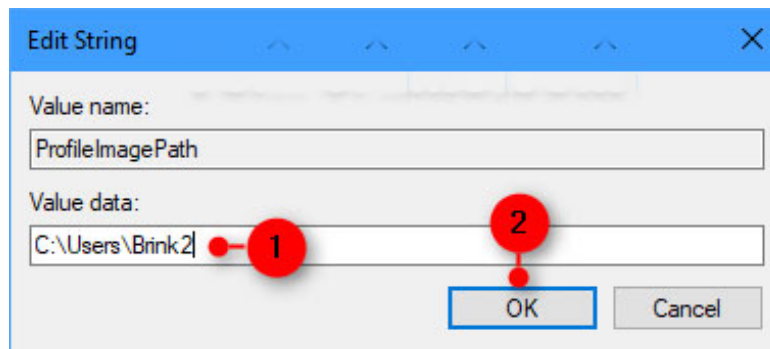 Edit String
Value name:
ProfileImagePath
Value data:
C:\Users\Brink2
1
2
OK
Cancel